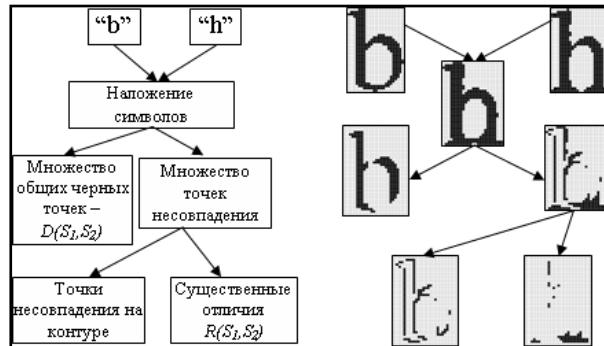 “b” “h”
Наложение
символов
Множество
общих черных
точек –
D(S₁,S₂)
Множество
точек
несовпадения
Точки
несовпадения на
контуре
Существенные
отличия
R(S₁,S₂)
b
h